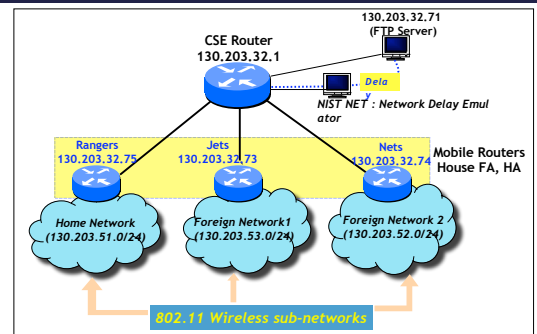 130.203.32.71
(FTP Server)
CSE Router
130.203.32.1
Dela
y
NIST NET : Network Delay Emul
ator
Rangers
130.203.32.75
Jets
130.203.32.73
Nets
130.203.32.74
Mobile Routers
House FA, HA
Home Network
(130.203.51.0/24)
Foreign Network1
(130.203.53.0/24)
Foreign Network 2
(130.203.52.0/24)
802.11 Wireless sub-networks